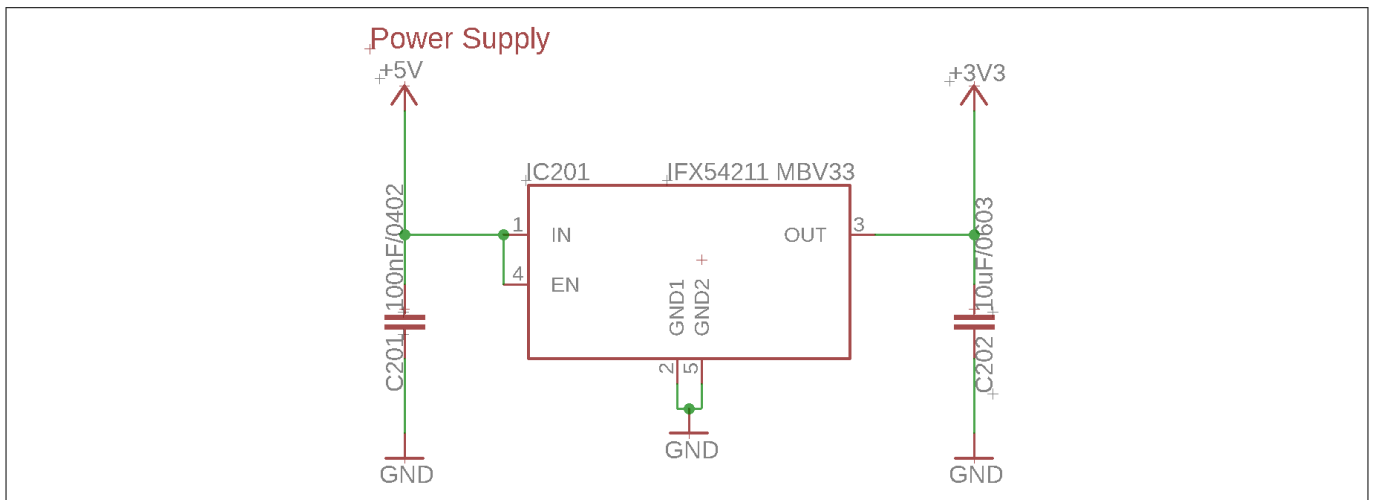 Power Supply
+5V
+3V3
IC201
IFX54211 MBV33
100nF/0402
1
IN
OUT
3
10uF/0603
4
EN
GND1
GND2
C201
C202
2
5
GND
GND
GND